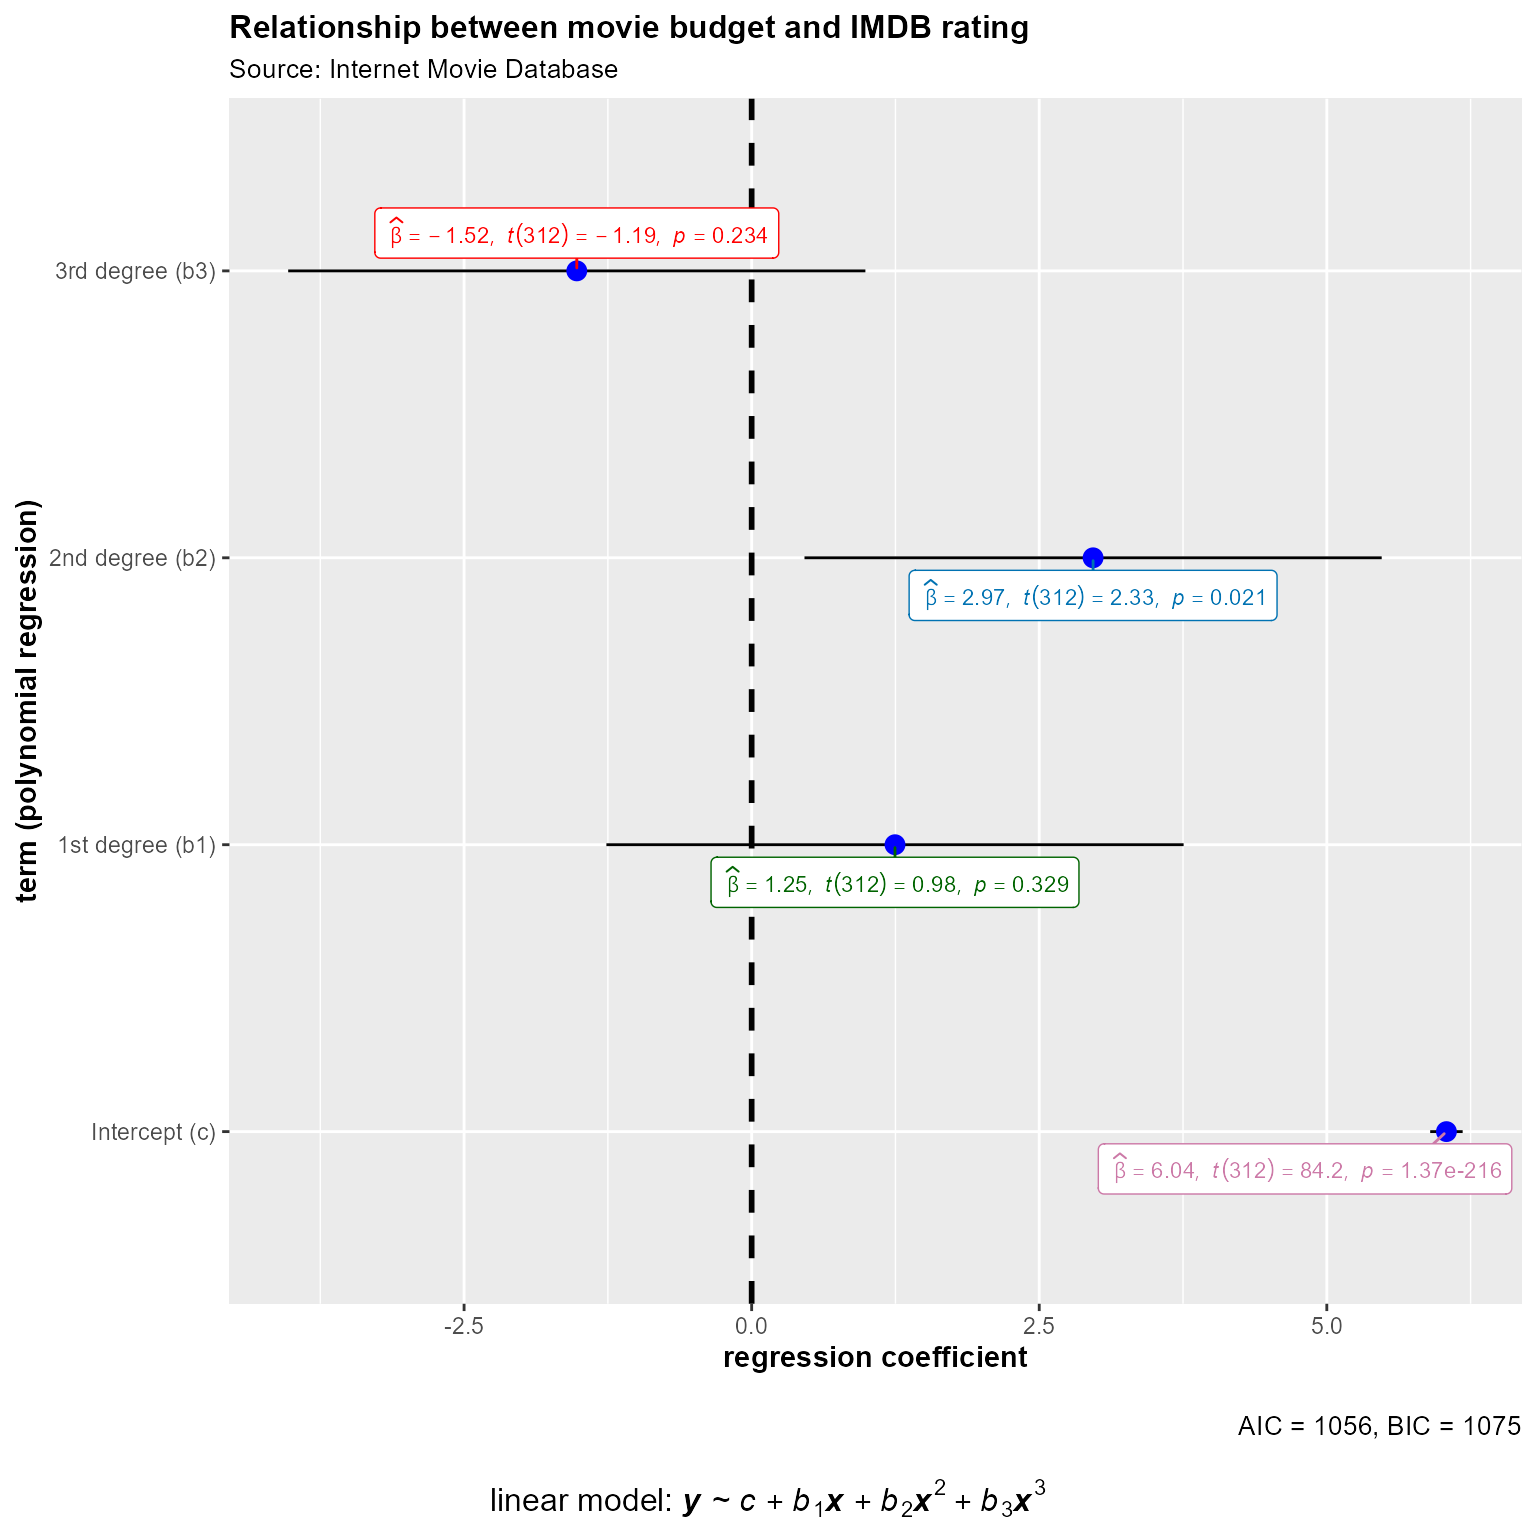 Relationship between movie budget and IMDB rating
Source: Internet Movie Database
term (polynomial regression)
3rd degree (b3)
β̂ = − 1.52, t(312) = − 1.19, p = 0.234
2nd degree (b2)
β̂ = 2.97, t(312) = 2.33, p = 0.021
1st degree (b1)
β̂ = 1.25, t(312) = 0.98, p = 0.329
Intercept (c)
β̂ = 6.04, t(312) = 84.2, p = 1.37e-216
-2.5 0.0 2.5 5.0
regression coefficient
AIC = 1056, BIC = 1075
linear model: y ~ c + b₁x + b₂x² + b₃x³